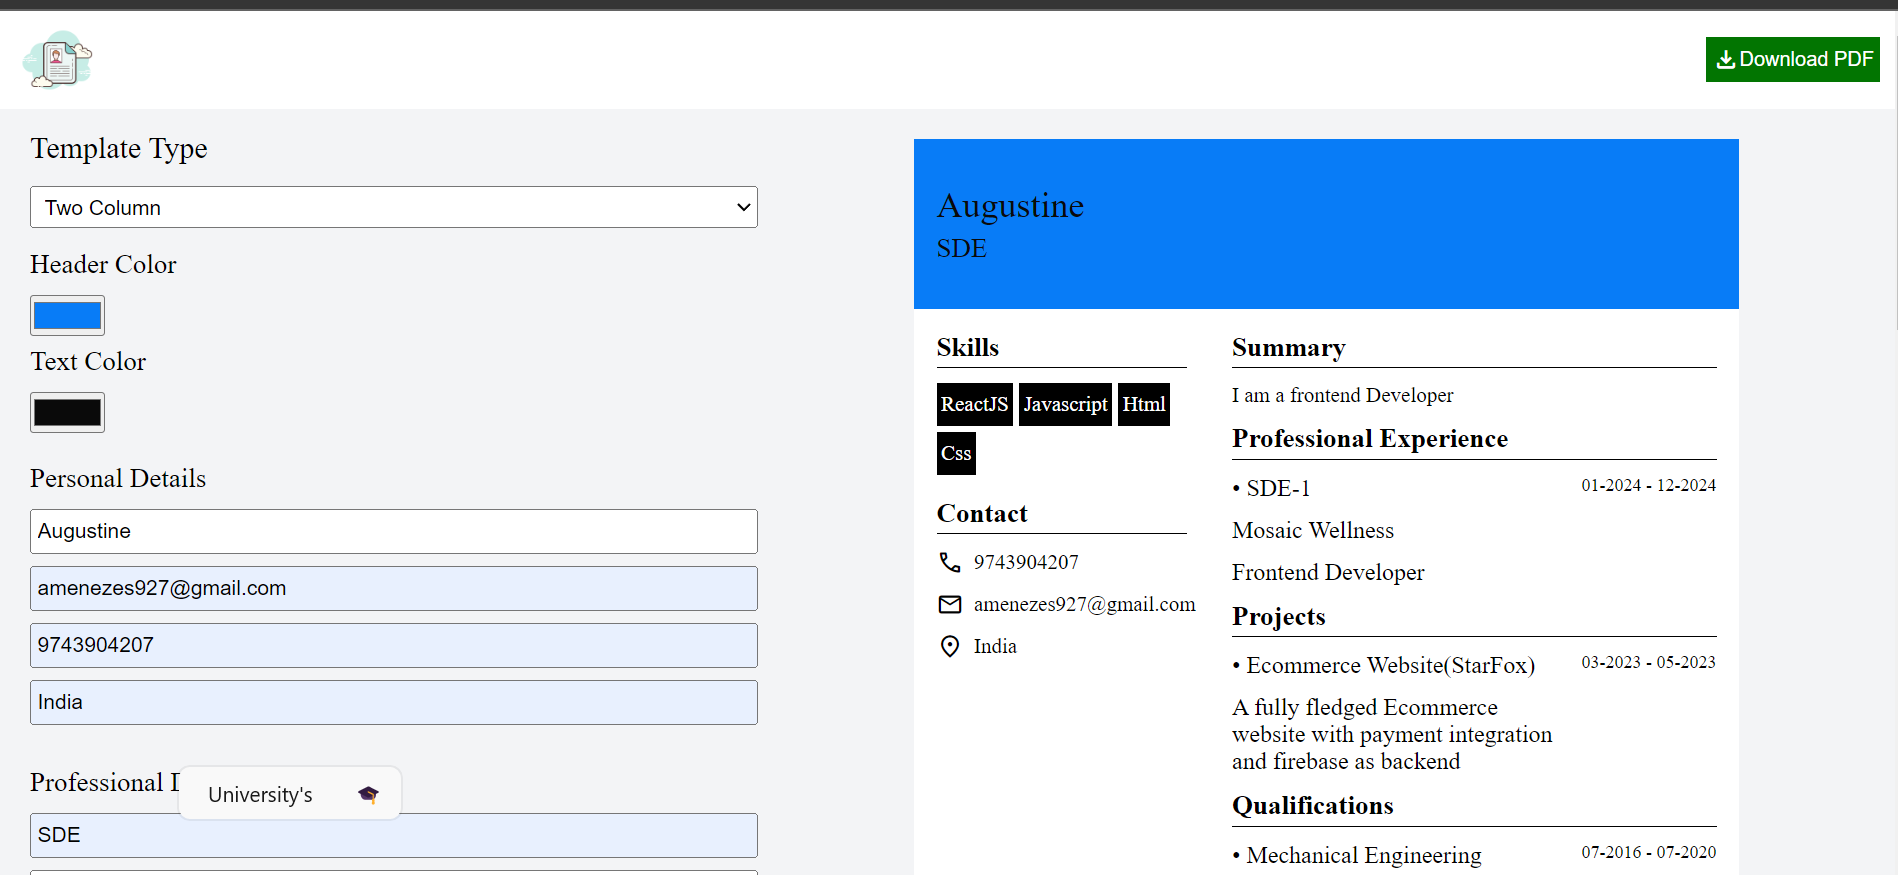 Download PDF
Template Type
Two Column
Header Color
Text Color
Personal Details
Augustine
amenezes927@gmail.com
9743904207
India
Professional
University's 🎓
SDE
Augustine
SDE
Skills
ReactJS Javascript Html
Css
Contact
9743904207
amenezes927@gmail.com
India
Summary
I am a frontend Developer
Professional Experience
• SDE-1 01-2024 - 12-2024
Mosaic Wellness
Frontend Developer
Projects
• Ecommerce Website(StarFox) 03-2023 - 05-2023
A fully fledged Ecommerce
website with payment integration
and firebase as backend
Qualifications
• Mechanical Engineering 07-2016 - 07-2020